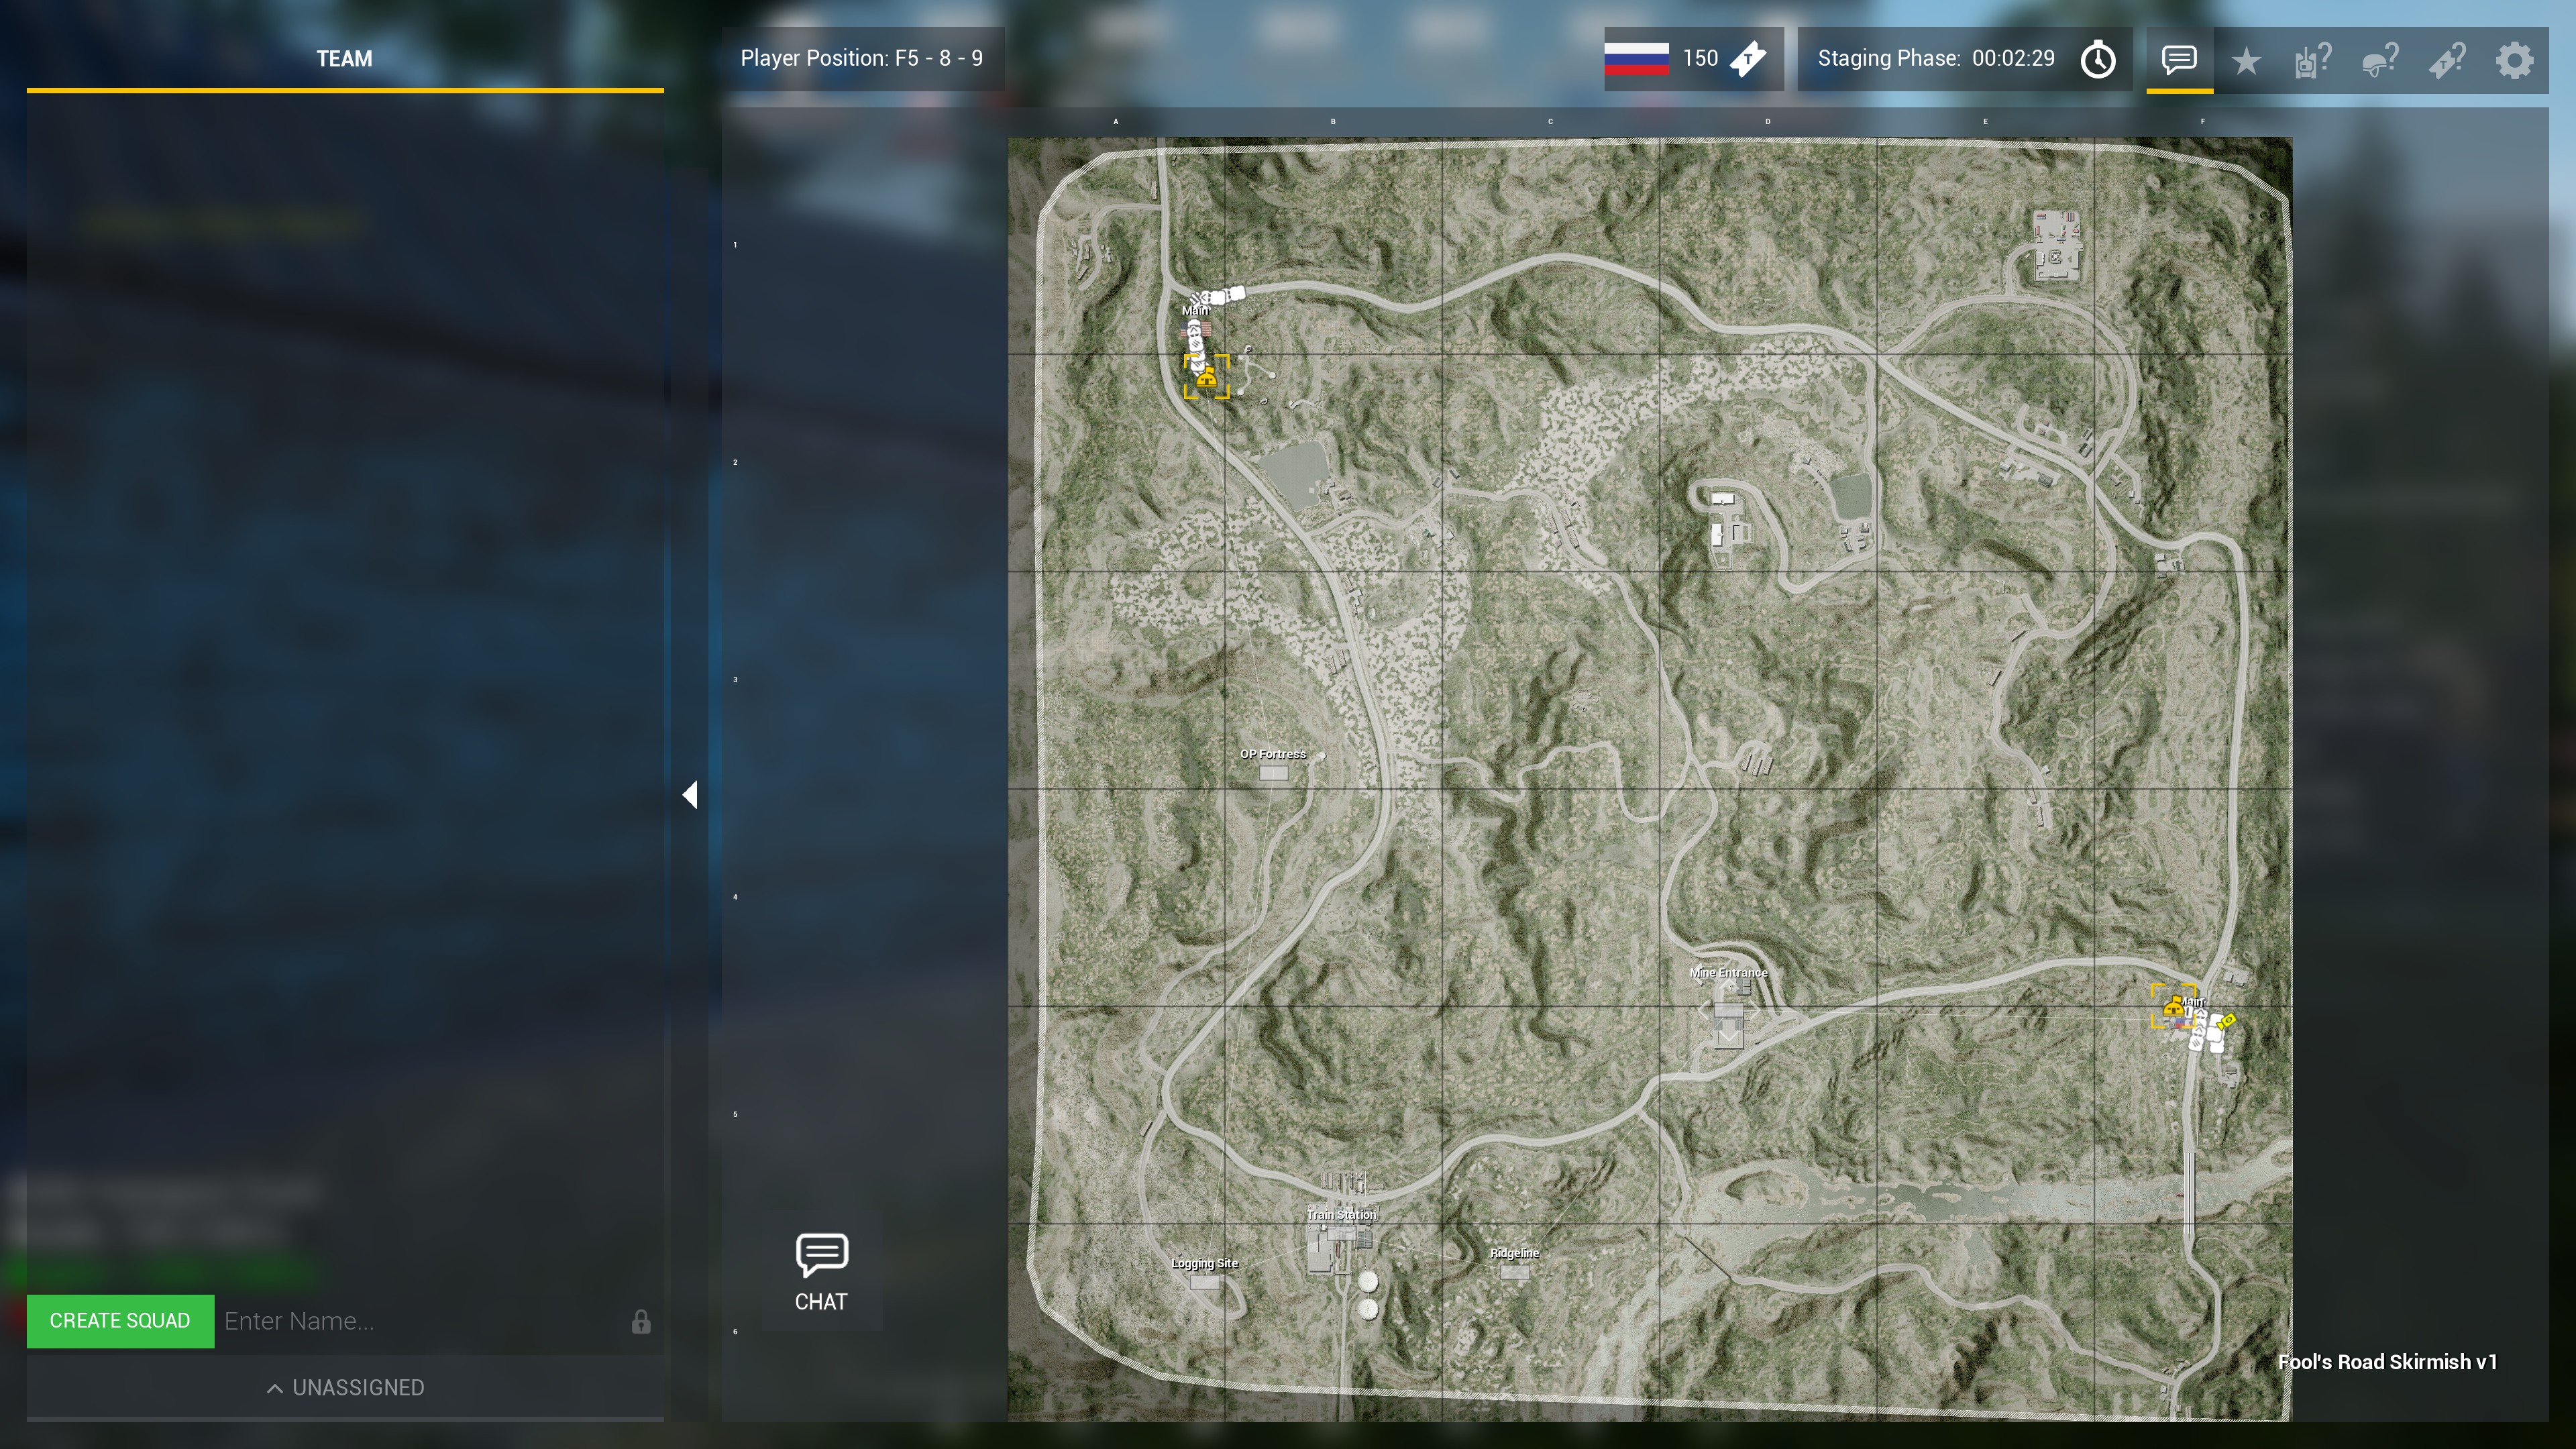 TEAM
Player Position: F5 - 8 - 9
150
T
Staging Phase: 00:02:29
?
?
T?
A
B
C
D
E
F
1
Main
2
3
OP Fortress
4
Mine Entrance
Main
5
Train Station
Ridgeline
Logging Site
CHAT
CREATE SQUAD
Enter Name...
6
Fool's Road Skirmish v1
UNASSIGNED